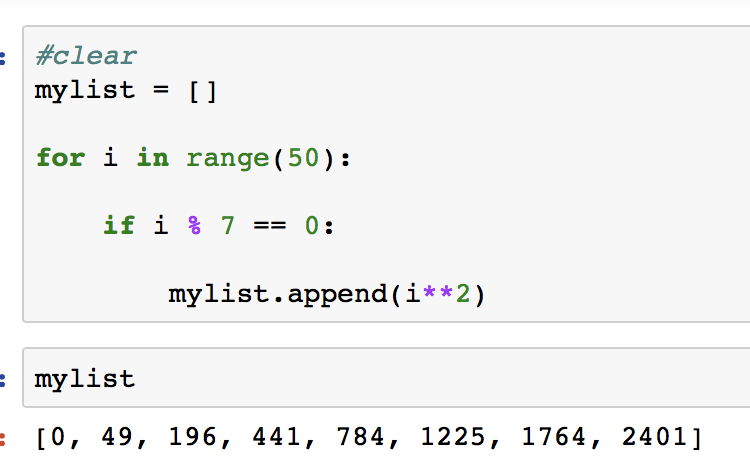 :
#clear
mylist = []
for i in range(50):
    if i % 7 == 0:
        mylist.append(i**2)
:
mylist
:
[0, 49, 196, 441, 784, 1225, 1764, 2401]